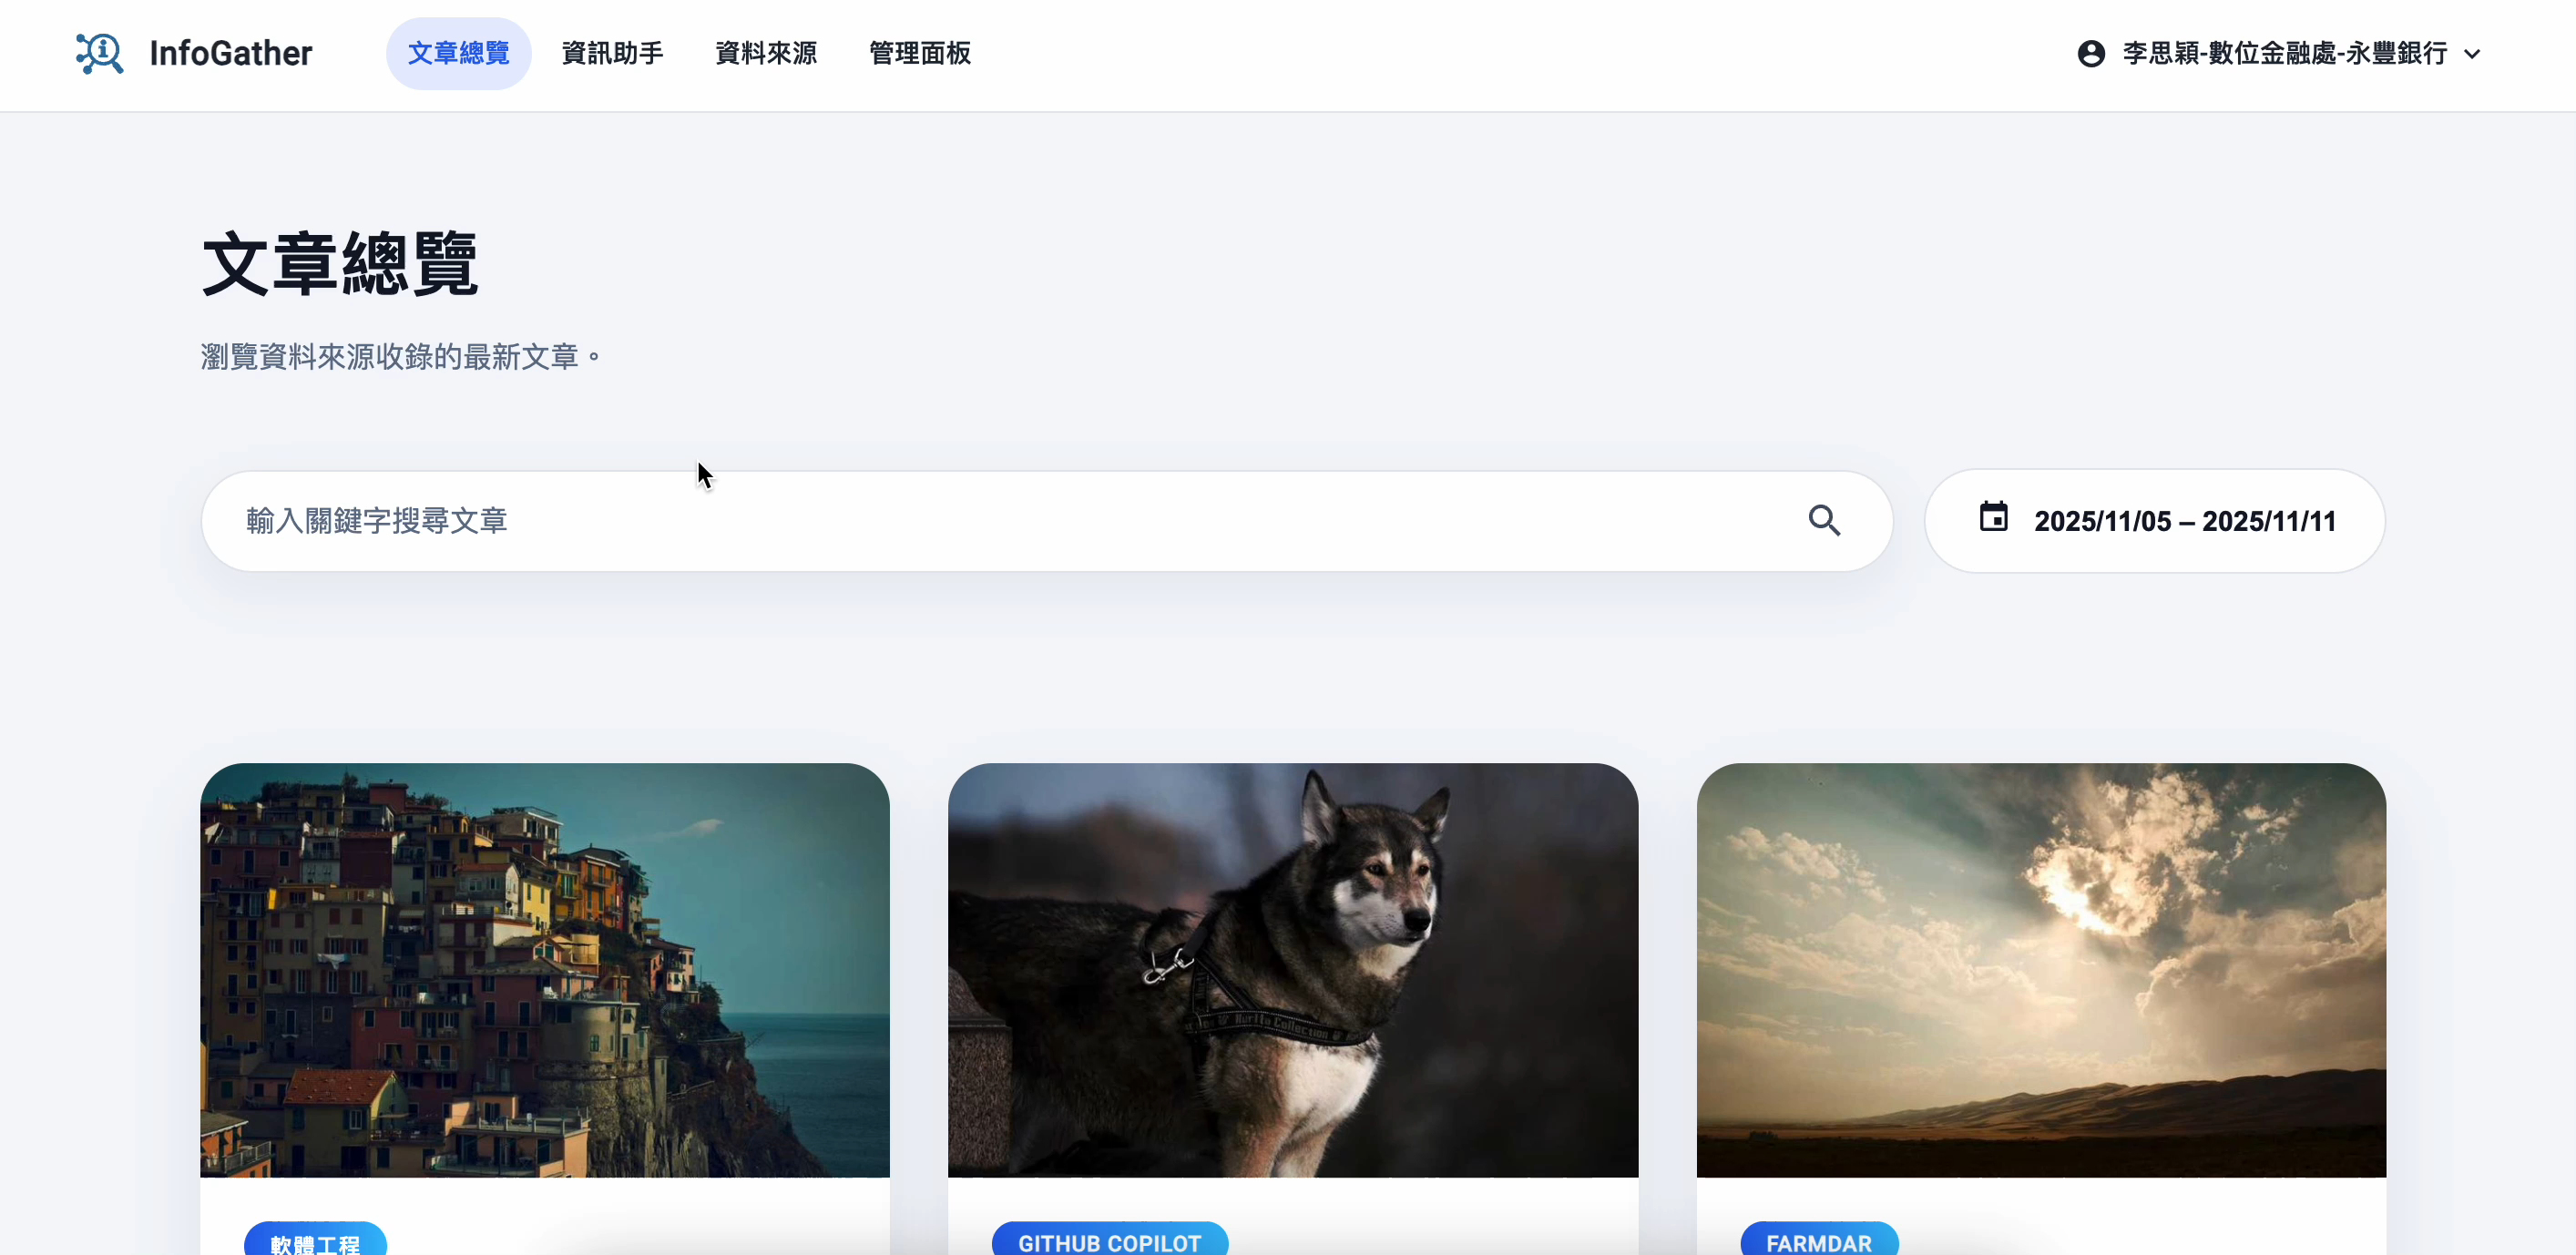 InfoGather
文章總覽
資訊助手
資料來源
管理面板
李思穎-數位金融處-永豐銀行
文章總覽
瀏覽資料來源收錄的最新文章。
輸入關鍵字搜尋文章
2025/11/05 – 2025/11/11
軟體工程
GITHUB COPILOT
FARMDAR